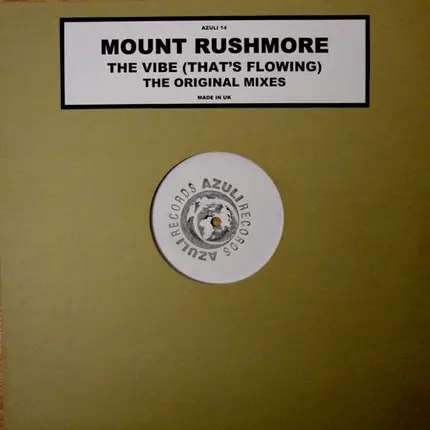 AZULI 14
MOUNT RUSHMORE
THE VIBE (THAT'S FLOWING)
THE ORIGINAL MIXES
MADE IN UK
AZULI RECORDS
AZULI RECORDS